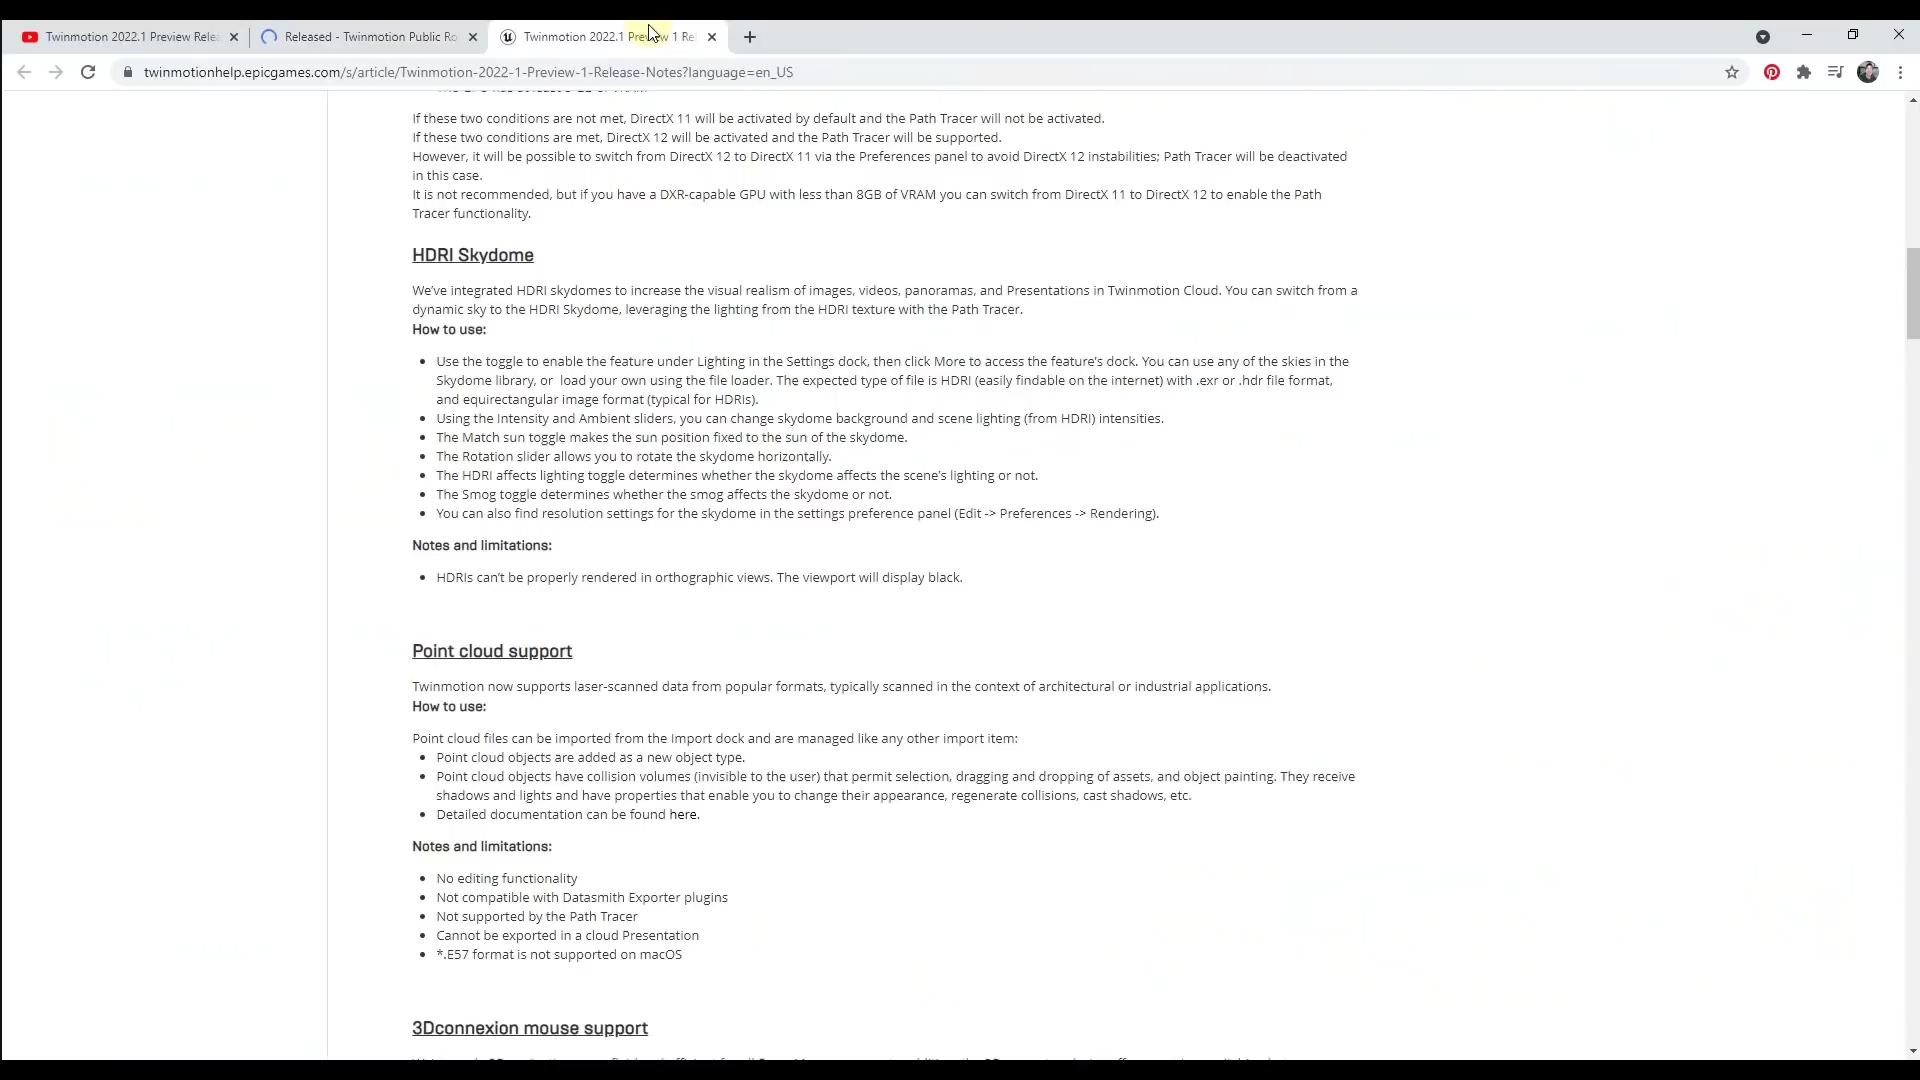 Twinmotion 2022.1 Preview Rele
Released - Twinmotion Public Ro
Twinmotion 2022.1 Preview 1 Re
twinmotionhelp.epicgames.com/s/article/Twinmotion-2022-1-Preview-1-Release-Notes?language=en_US
If these two conditions are not met, DirectX 11 will be activated by default and the Path Tracer will not be activated.
If these two conditions are met, DirectX 12 will be activated and the Path Tracer will be supported.
However, it will be possible to switch from DirectX 12 to DirectX 11 via the Preferences panel to avoid DirectX 12 instabilities; Path Tracer will be deactivated
in this case.
It is not recommended, but if you have a DXR-capable GPU with less than 8GB of VRAM you can switch from DirectX 11 to DirectX 12 to enable the Path
Tracer functionality.
HDRI Skydome
We've integrated HDRI skydomes to increase the visual realism of images, videos, panoramas, and Presentations in Twinmotion Cloud. You can switch from a
dynamic sky to the HDRI Skydome, leveraging the lighting from the HDRI texture with the Path Tracer.
How to use:
• Use the toggle to enable the feature under Lighting in the Settings dock, then click More to access the feature's dock. You can use any of the skies in the
Skydome library, or load your own using the file loader. The expected type of file is HDRI (easily findable on the internet) with .exr or .hdr file format,
and equirectangular image format (typical for HDRIs).
• Using the Intensity and Ambient sliders, you can change skydome background and scene lighting (from HDRI) intensities.
• The Match sun toggle makes the sun position fixed to the sun of the skydome.
• The Rotation slider allows you to rotate the skydome horizontally.
• The HDRI affects lighting toggle determines whether the skydome affects the scene's lighting or not.
• The Smog toggle determines whether the smog affects the skydome or not.
• You can also find resolution settings for the skydome in the settings preference panel (Edit -> Preferences -> Rendering).
Notes and limitations:
• HDRIs can't be properly rendered in orthographic views. The viewport will display black.
Point cloud support
Twinmotion now supports laser-scanned data from popular formats, typically scanned in the context of architectural or industrial applications.
How to use:
Point cloud files can be imported from the Import dock and are managed like any other import item:
• Point cloud objects are added as a new object type.
• Point cloud objects have collision volumes (invisible to the user) that permit selection, dragging and dropping of assets, and object painting. They receive
shadows and lights and have properties that enable you to change their appearance, regenerate collisions, cast shadows, etc.
• Detailed documentation can be found here.
Notes and limitations:
• No editing functionality
• Not compatible with Datasmith Exporter plugins
• Not supported by the Path Tracer
• Cannot be exported in a cloud Presentation
• *.E57 format is not supported on macOS
3Dconnexion mouse support